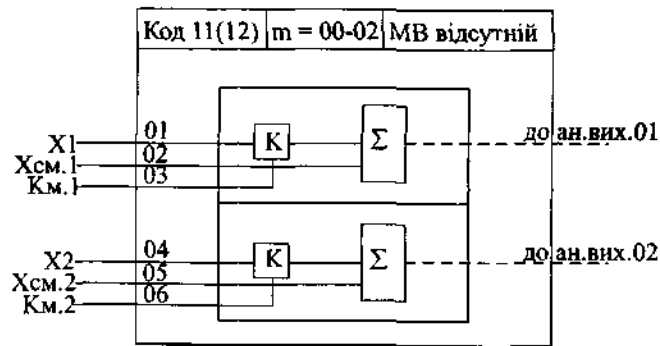 Код 11(12) m = 00-02 МВ відсутній
X1 01 К Σ до ан.вих.01
Xсм.1 02
Км.1 03
X2 04 К Σ до ан.вих.02
Xсм.2 05
Км.2 06